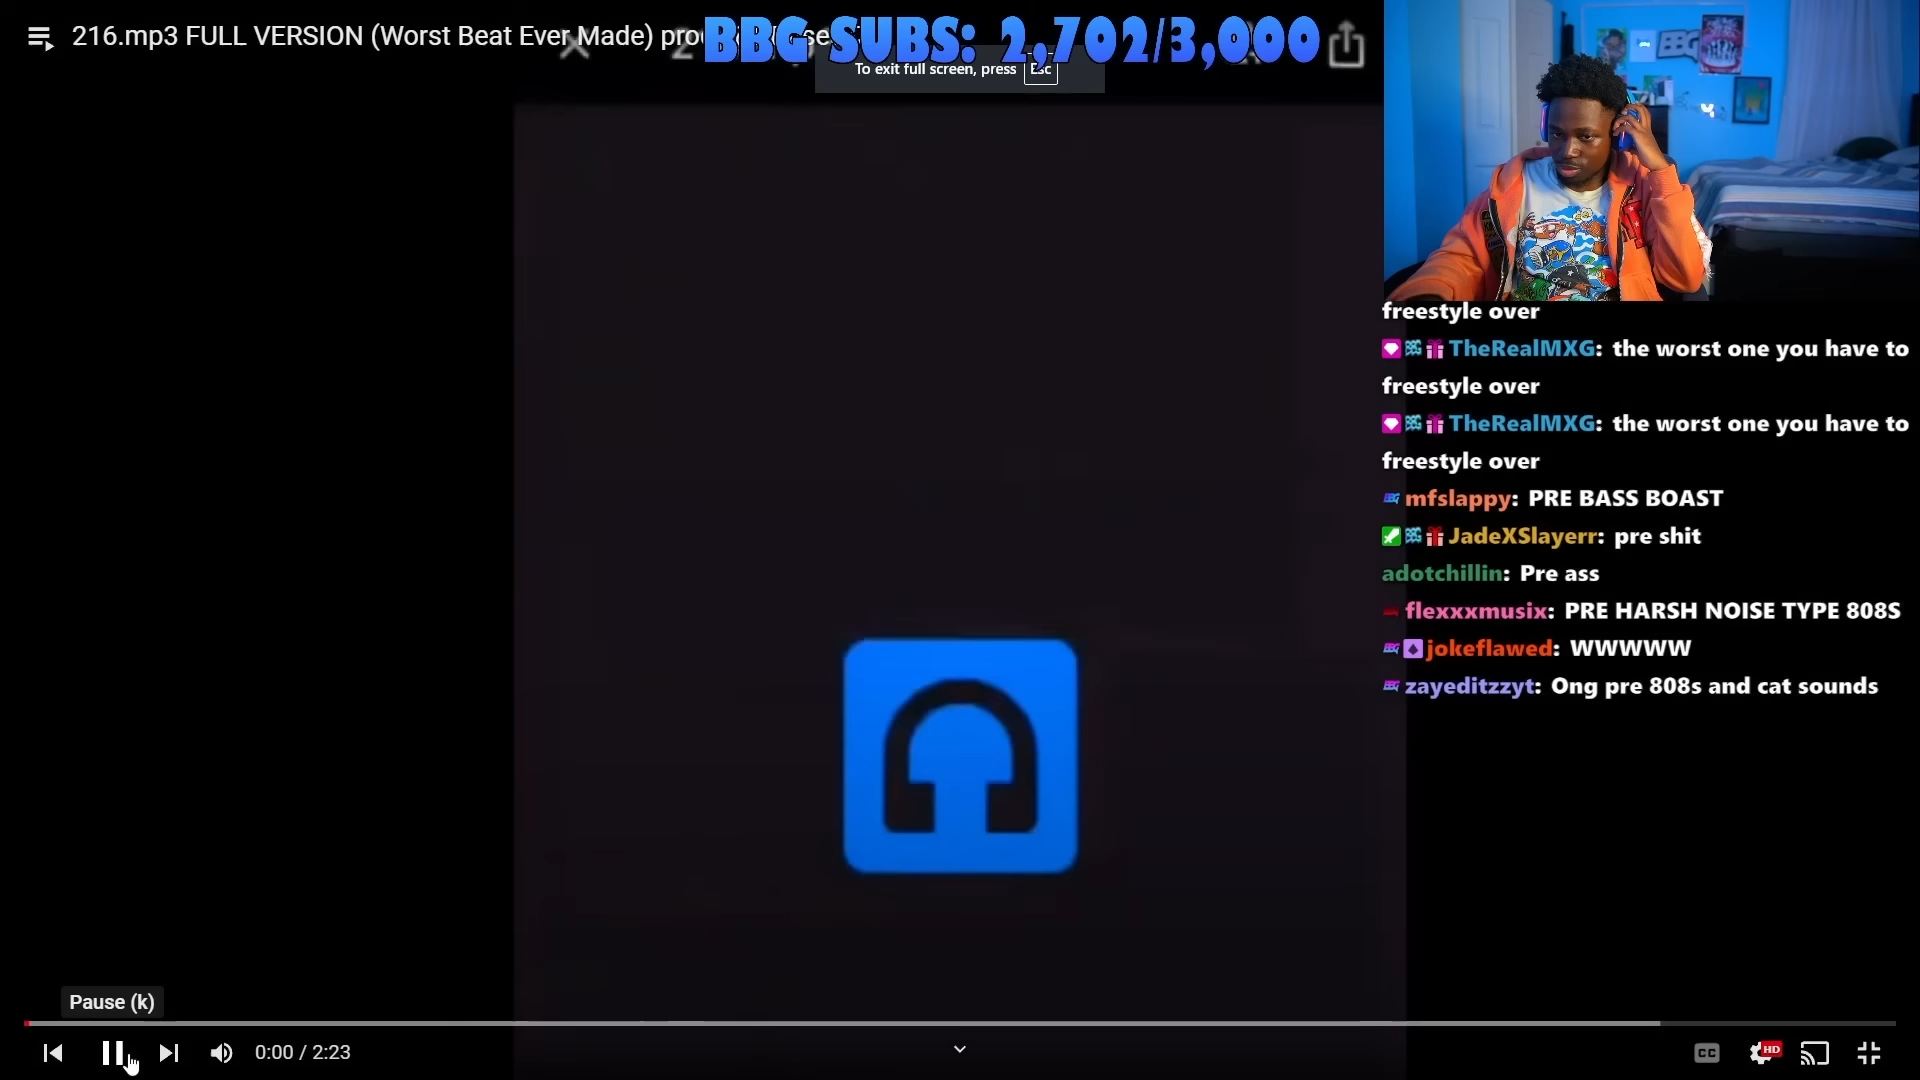 216.mp3 FULL VERSION (Worst Beat Ever Made)
BBG SUBS: 2,702/3,000
To exit full screen, press Esc
BBG
freestyle over
TheRealMXG: the worst one you have to
freestyle over
TheRealMXG: the worst one you have to
freestyle over
mfslappy: PRE BASS BOAST
JadeXSlayerr: pre shit
adotchillin: Pre ass
flexxxmusix: PRE HARSH NOISE TYPE 808S
jokeflawed: WWWWW
zayeditzzyt: Ong pre 808s and cat sounds
Pause (k)
0:00 / 2:23
CC
HD